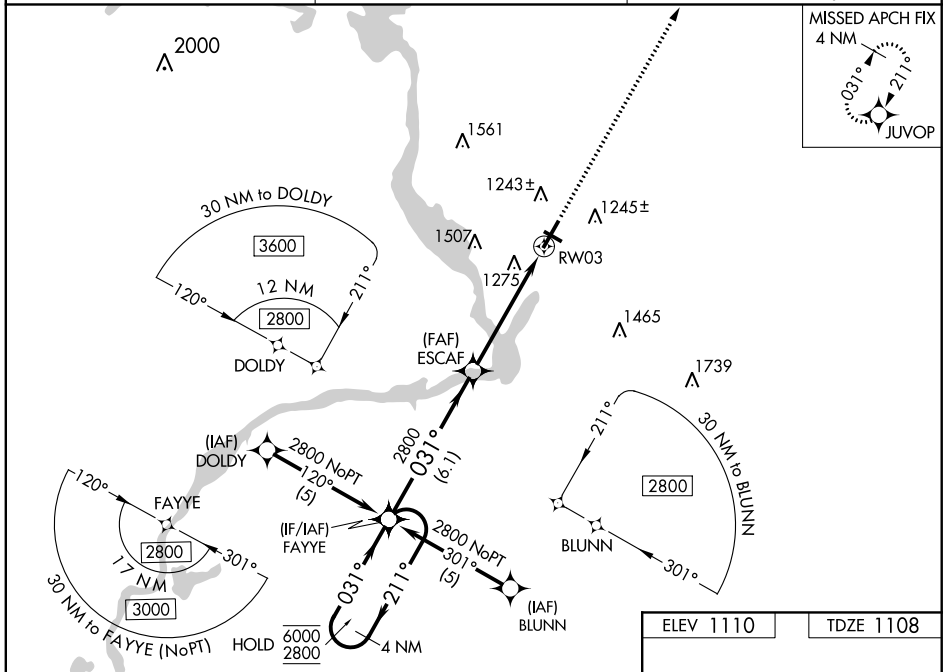 MISSED APCH FIX
4 NM
031°
211°
JUVOP
2000
1561
1243±
1245±
1507
1275
RW03
30 NM to DOLDY
3600
12 NM
2800
120°
211°
DOLDY
1465
1739
(FAF)
ESCAF
2800
031°
(6.1)
(IAF)
DOLDY
2800 NoPT
120°
(5)
211°
30 NM to BLUNN
2800
BLUNN
301°
120°
FAYYE
2800
17 NM
301°
3000
30 NM to FAYYE (NoPT)
(IF/IAF)
FAYYE
2800 NoPT
301°
(5)
(IAF)
BLUNN
031°
211°
HOLD
6000
2800
4 NM
ELEV 1110
TDZE 1108